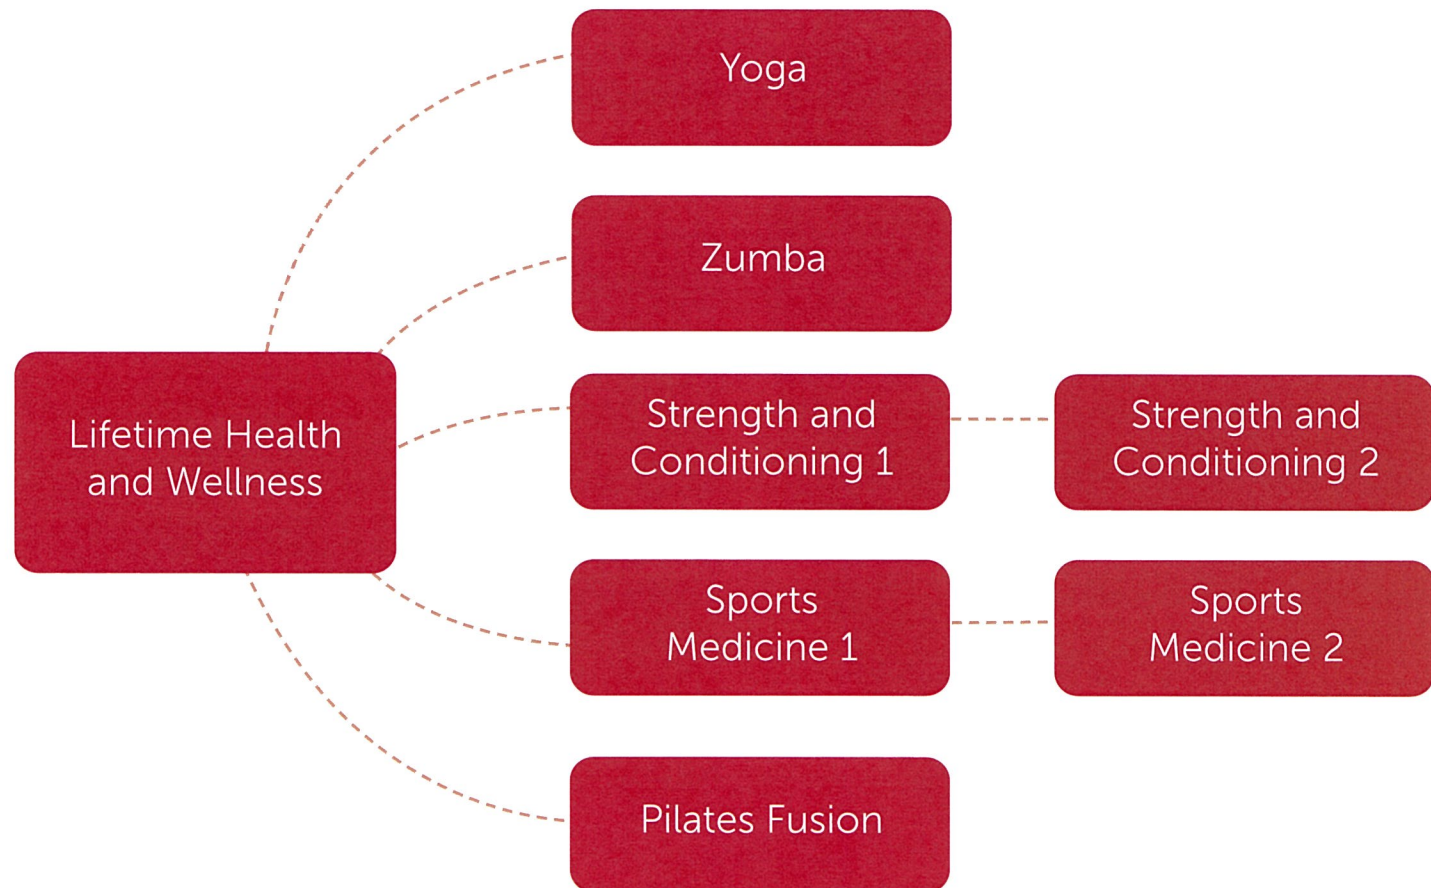 Yoga
Zumba
Lifetime Health
and Wellness
Strength and
Conditioning 1
Strength and
Conditioning 2
Sports
Medicine 1
Sports
Medicine 2
Pilates Fusion